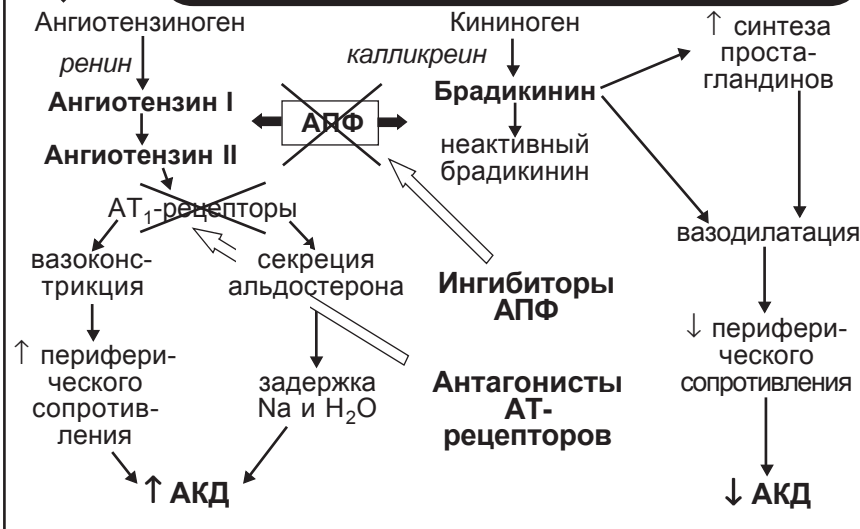 Ангиотензиноген
ренин
Ангиотензин I
Ангиотензин II
АТ₁-рецепторы
вазоконс-
трикция
↑ перифери-
ческого
сопротив-
ления
секреция
альдостерона
задержка
Na и H₂O
↑ АКД
АПФ
Кининоген
калликреин
Брадикинин
неактивный
брадикинин
Ингибиторы
АПФ
Антагонисты
АТ-
рецепторов
↑ синтеза
проста-
гландинов
вазодилатация
↓ перифери-
ческого
сопротивления
↓ АКД